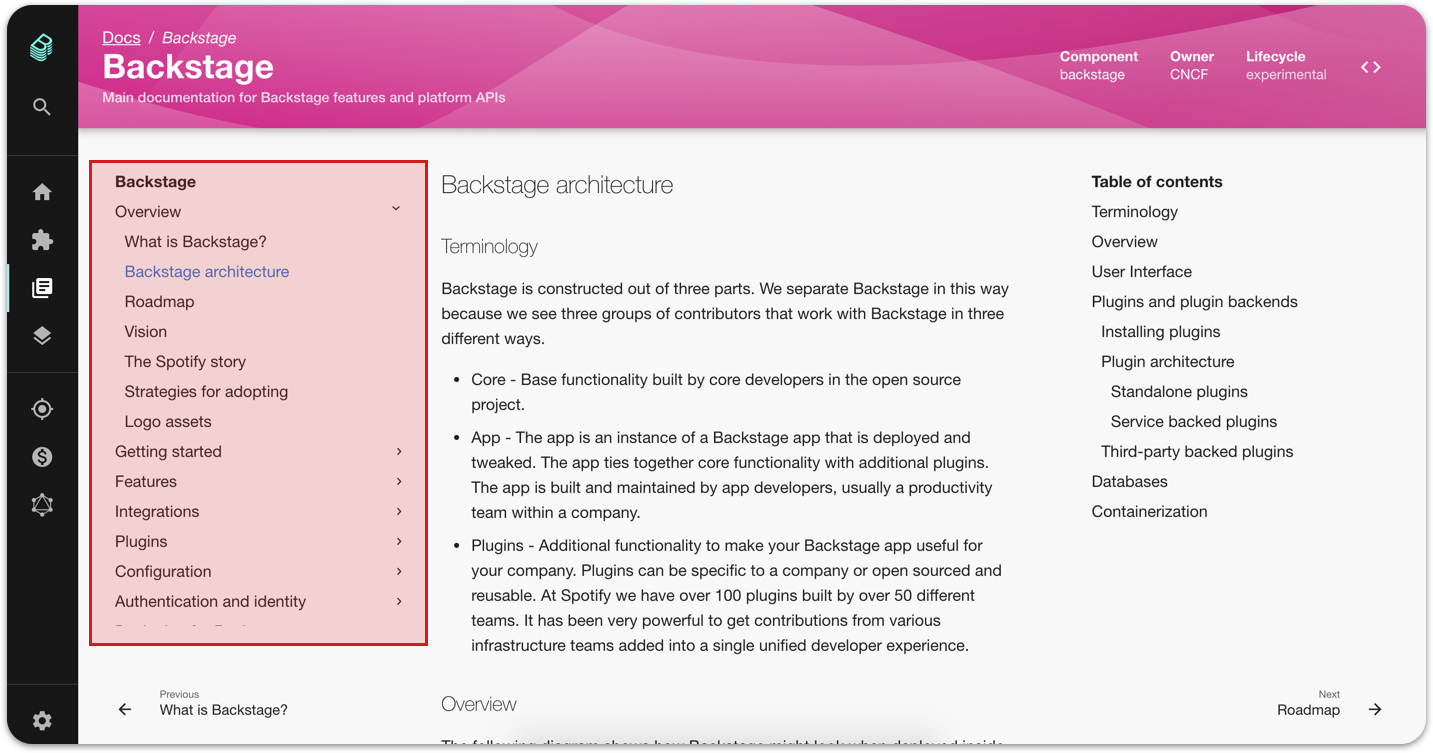 Docs / Backstage
Backstage
Main documentation for Backstage features and platform APIs
Component
backstage
Owner
CNCF
Lifecycle
experimental
Backstage
Overview
What is Backstage?
Backstage architecture
Roadmap
Vision
The Spotify story
Strategies for adopting
Logo assets
Getting started
Features
Integrations
Plugins
Configuration
Authentication and identity
Backstage architecture
Terminology
Backstage is constructed out of three parts. We separate Backstage in this way
because we see three groups of contributors that work with Backstage in three
different ways.
• Core - Base functionality built by core developers in the open source
project.
• App - The app is an instance of a Backstage app that is deployed and
tweaked. The app ties together core functionality with additional plugins.
The app is built and maintained by app developers, usually a productivity
team within a company.
• Plugins - Additional functionality to make your Backstage app useful for
your company. Plugins can be specific to a company or open sourced and
reusable. At Spotify we have over 100 plugins built by over 50 different
teams. It has been very powerful to get contributions from various
infrastructure teams added into a single unified developer experience.
Overview
The following diagram shows how Backstage might look when deployed inside
Table of contents
Terminology
Overview
User Interface
Plugins and plugin backends
Installing plugins
Plugin architecture
Standalone plugins
Service backed plugins
Third-party backed plugins
Databases
Containerization
Previous
What is Backstage?
Next
Roadmap